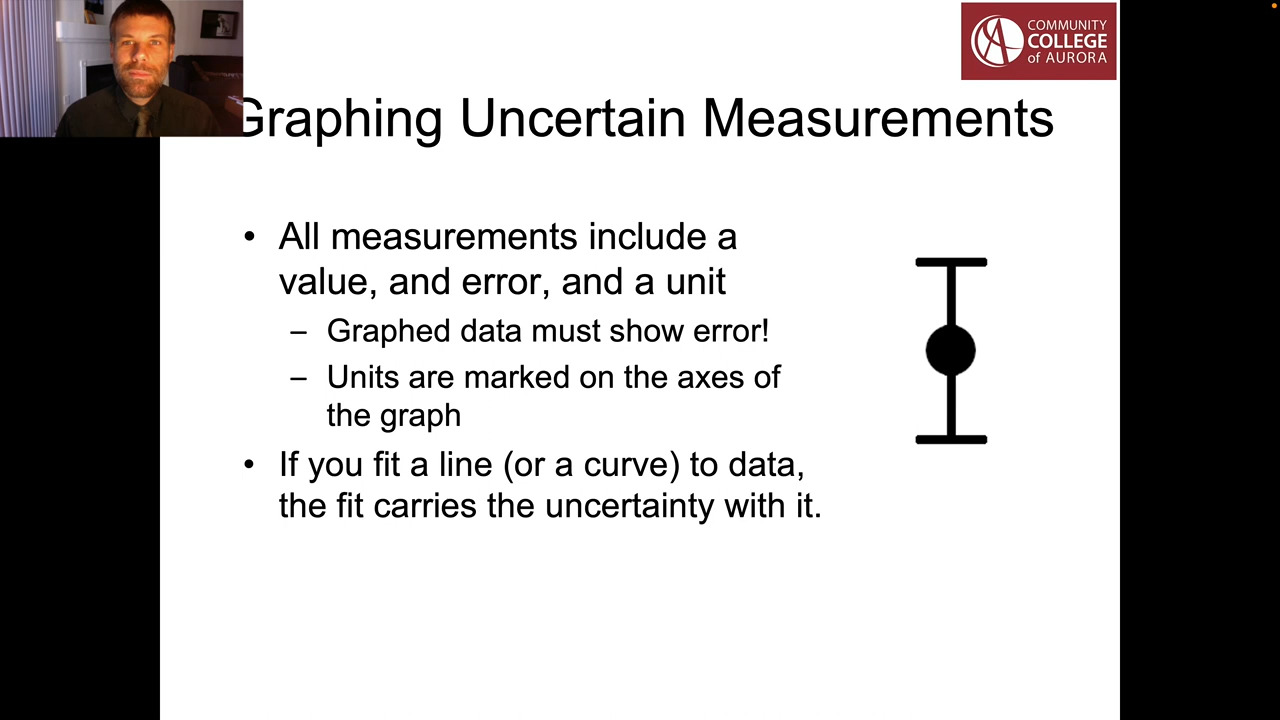 COMMUNITY
COLLEGE
of AURORA
Graphing Uncertain Measurements
• All measurements include a
value, and error, and a unit
– Graphed data must show error!
– Units are marked on the axes of
the graph
• If you fit a line (or a curve) to data,
the fit carries the uncertainty with it.